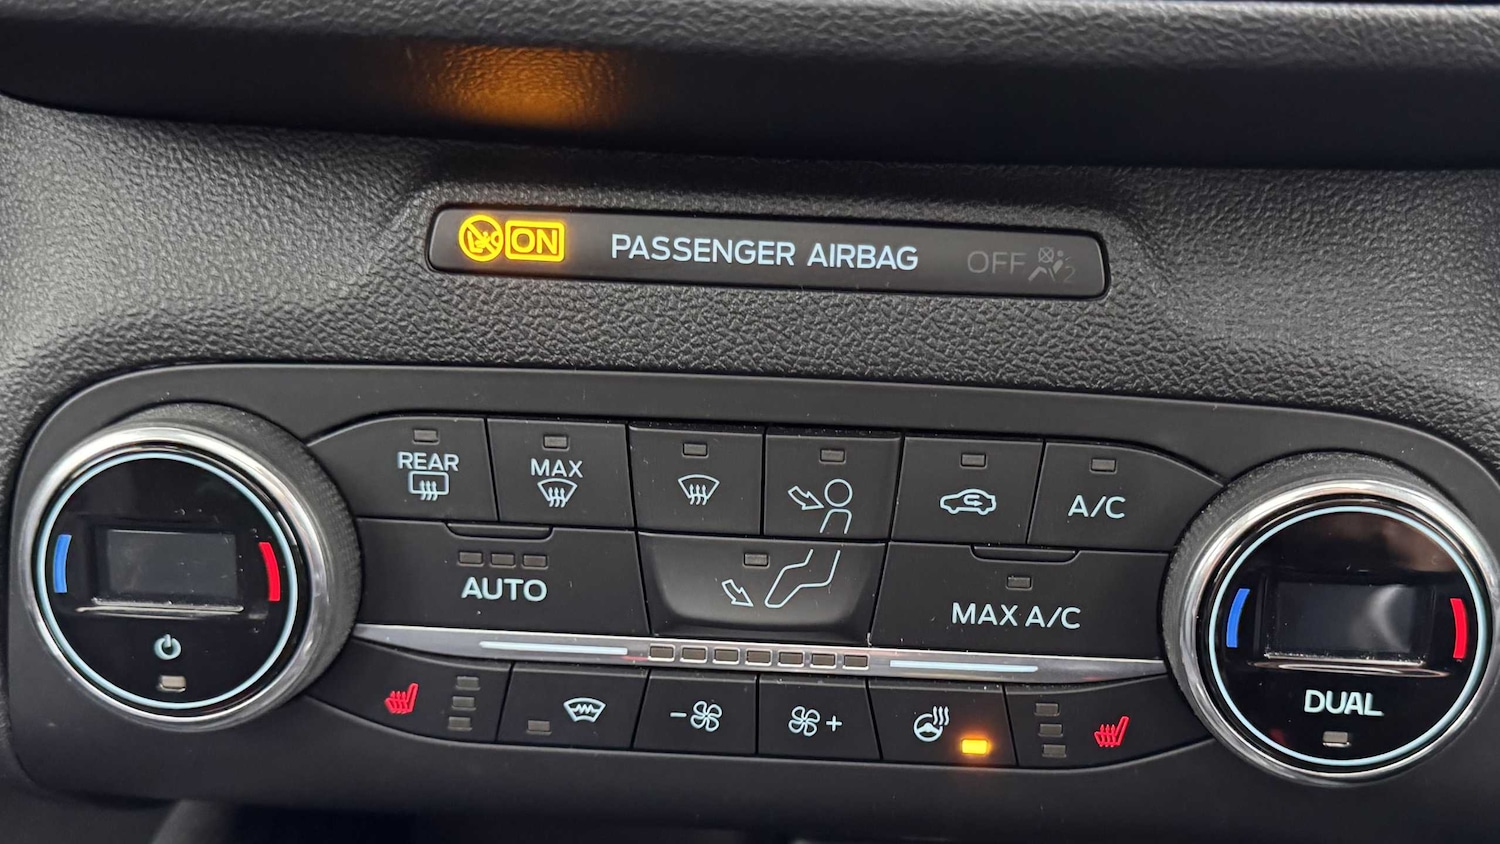 ON PASSENGER AIRBAG OFF
REAR
MAX
A/C
AUTO
MAX A/C
DUAL